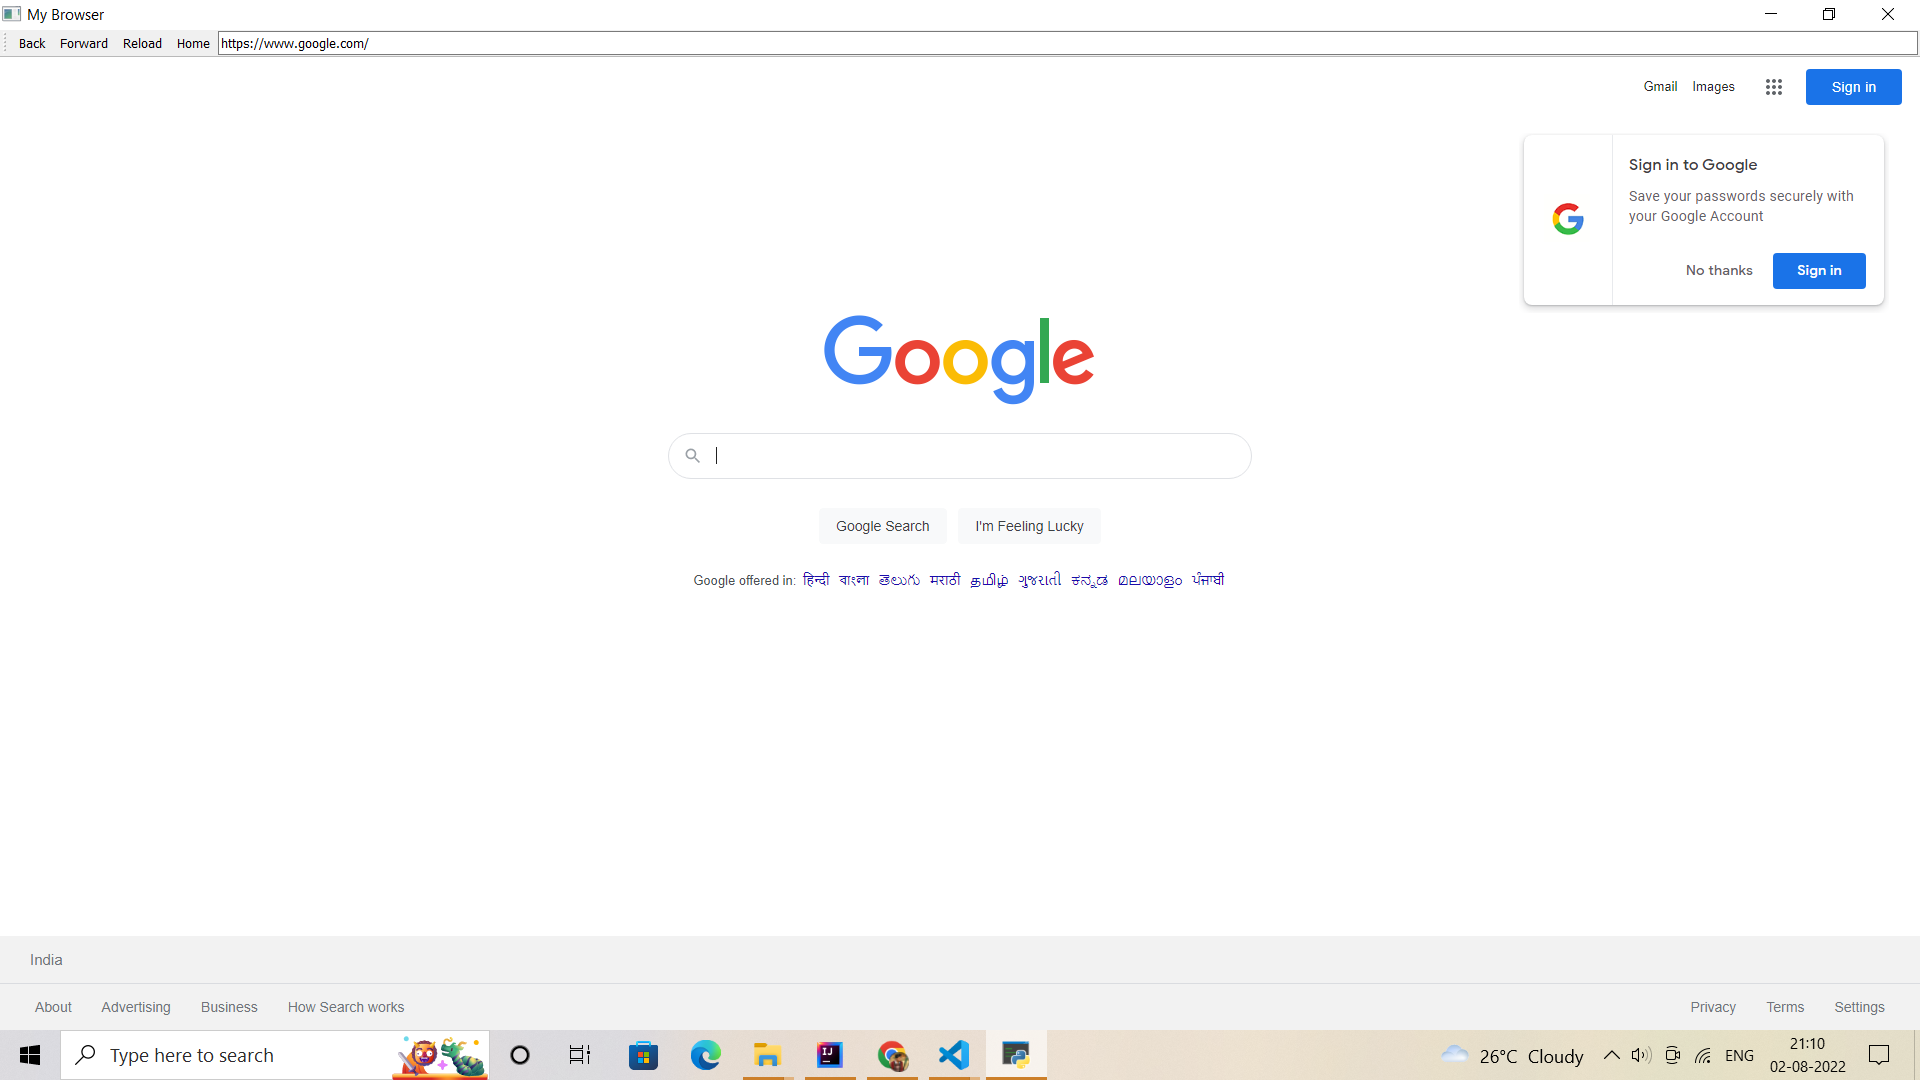 My Browser
Back Forward Reload Home https://www.google.com/
Gmail Images Sign in
Sign in to Google
Save your passwords securely with
your Google Account
No thanks Sign in
Google
Google Search I'm Feeling Lucky
Google offered in: हिन्दी বাংলা తెలుగు मराठी தமிழ் ગુજરાતી ಕನ್ನಡ മലയാളം ਪੰਜਾਬੀ
India
About Advertising Business How Search works Privacy Terms Settings
Type here to search 26°C Cloudy ENG 21:10
02-08-2022